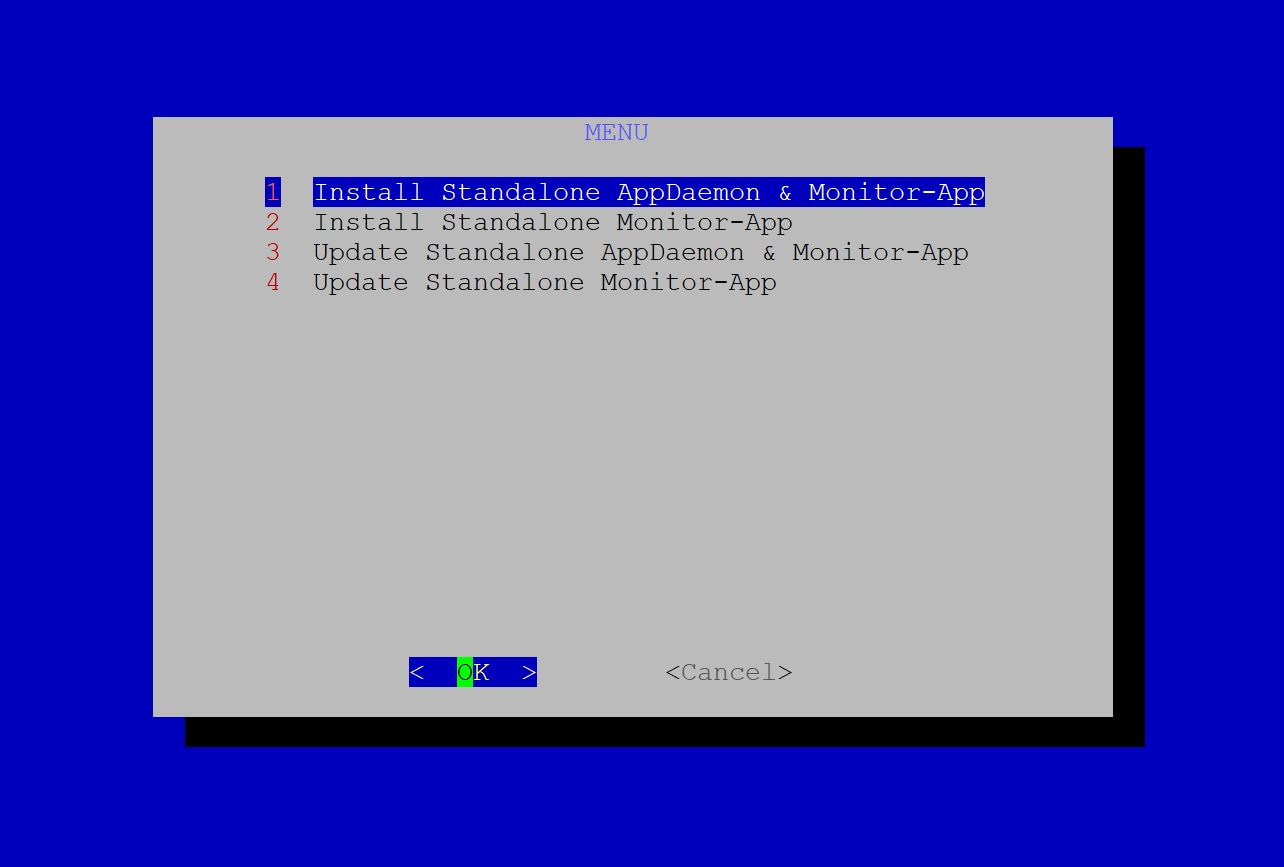 MENU
1 Install Standalone AppDaemon & Monitor-App
2 Install Standalone Monitor-App
3 Update Standalone AppDaemon & Monitor-App
4 Update Standalone Monitor-App
< OK > <Cancel>